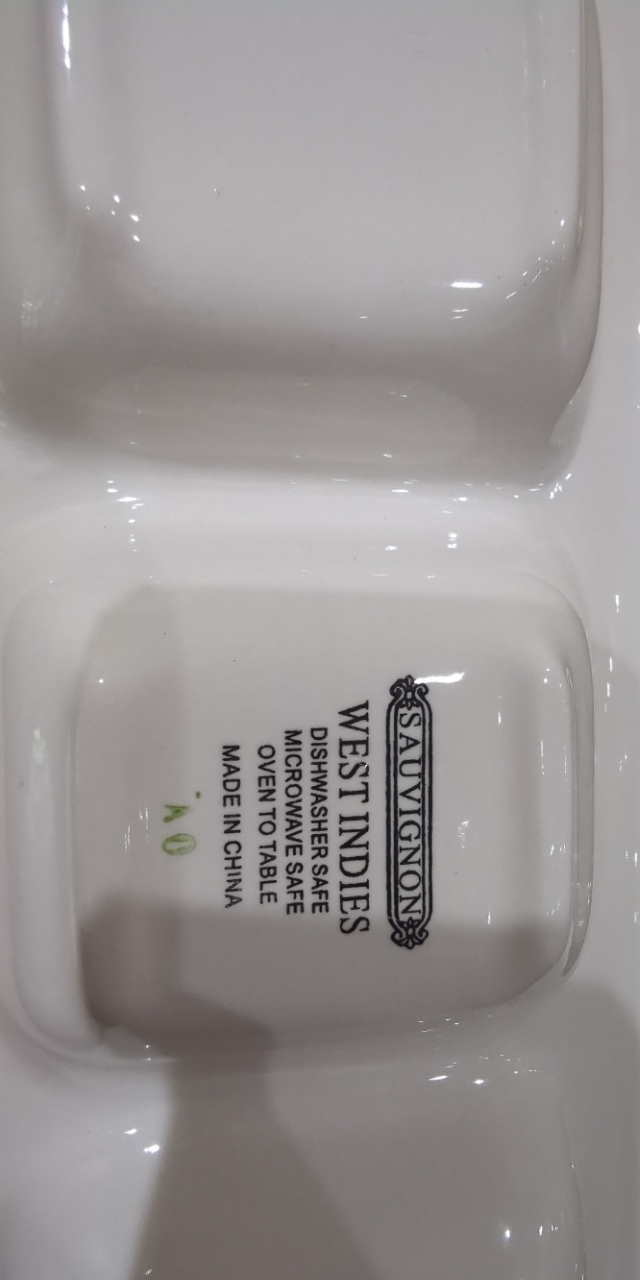 SAUVIGNON
WEST INDIES
DISHWASHER SAFE
MICROWAVE SAFE
OVEN TO TABLE
MADE IN CHINA